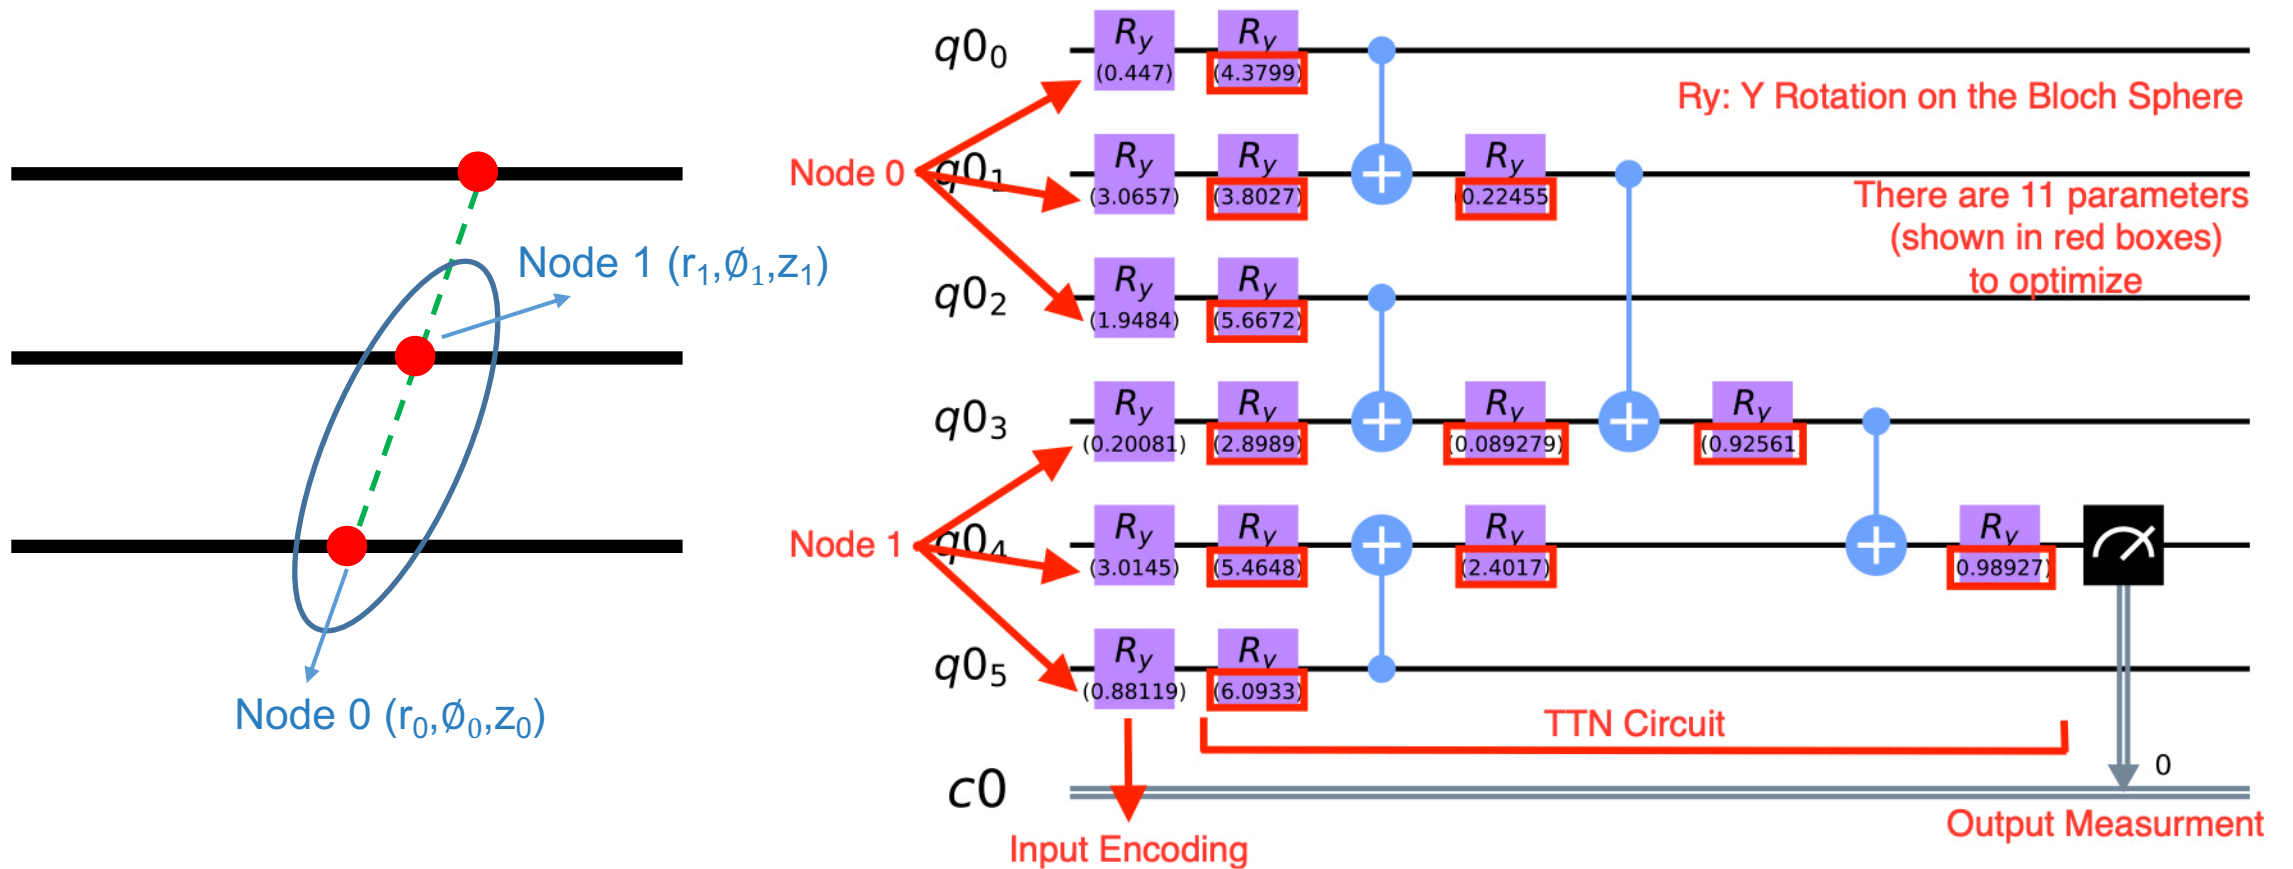 Node 1 (r₁,∅₁,z₁)
Node 0 (r₀,∅₀,z₀)
q0₀
Ry
(0.447)
Ry
(4.3799)
Ry: Y Rotation on the Bloch Sphere
Node 0
q0₁
Ry
(3.0657)
Ry
(3.8027)
Ry
0.22455
There are 11 parameters
(shown in red boxes)
to optimize
q0₂
Ry
(1.9484)
Ry
(5.6672)
q0₃
Ry
(0.20081)
Ry
(2.8989)
Ry
(0.089279)
Ry
(0.92561)
Node 1
q0₄
Ry
(3.0145)
Ry
(5.4648)
Ry
(2.4017)
Ry
0.98927)
q0₅
Ry
(0.88119)
Ry
(6.0933)
TTN Circuit
0
c0
Input Encoding
Output Measurment